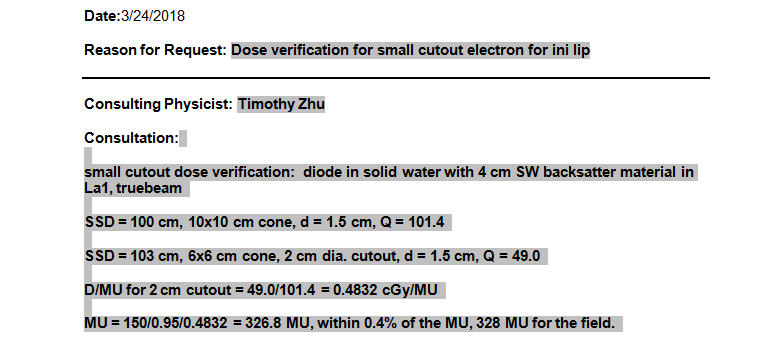 Date:3/24/2018
Reason for Request: Dose verification for small cutout electron for ini lip
Consulting Physicist: Timothy Zhu
Consultation:
small cutout dose verification:  diode in solid water with 4 cm SW backsatter material in
La1, truebeam
SSD = 100 cm, 10x10 cm cone, d = 1.5 cm, Q = 101.4
SSD = 103 cm, 6x6 cm cone, 2 cm dia. cutout, d = 1.5 cm, Q = 49.0
D/MU for 2 cm cutout = 49.0/101.4 = 0.4832 cGy/MU
MU = 150/0.95/0.4832 = 326.8 MU, within 0.4% of the MU, 328 MU for the field.